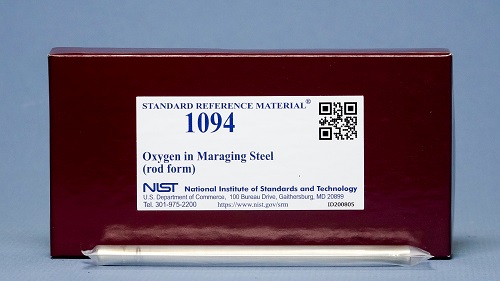 STANDARD REFERENCE MATERIAL®
1094
Oxygen in Maraging Steel
(rod form)
NIST National Institute of Standards and Technology
U.S. Department of Commerce, 100 Bureau Drive, Gaithersburg, MD 20899
Tel. 301-975-2200 https://www.nist.gov/srm ID200805